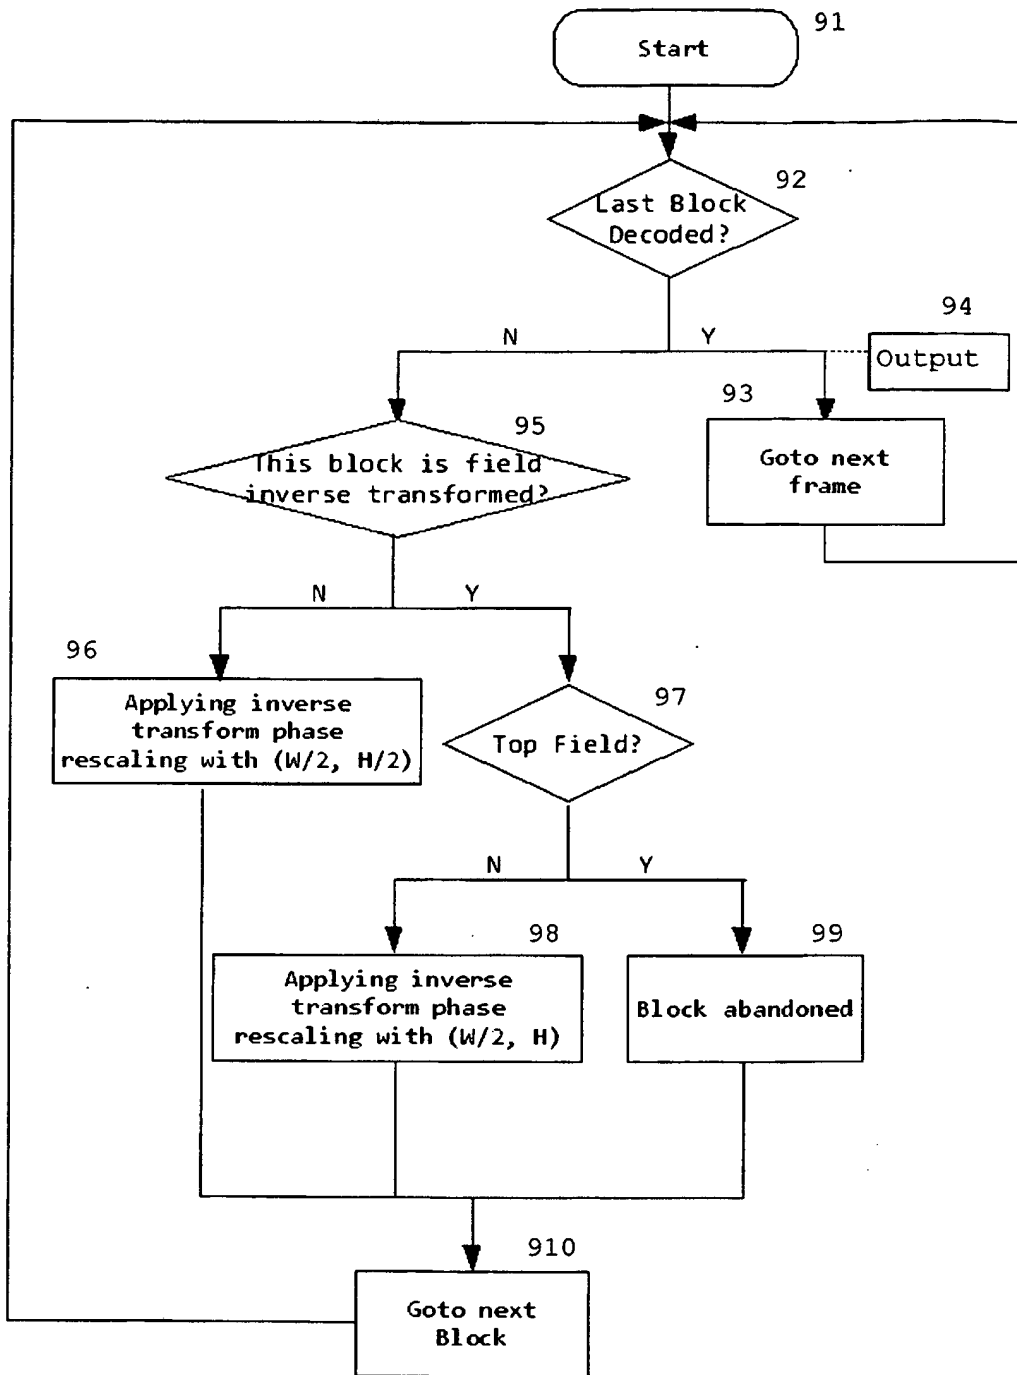 91
Start
92
Last Block
Decoded?
94
N
Y
Output
93
95
Goto next
frame
This block is field
inverse transformed?
N
Y
96
97
Applying inverse
transform phase
rescaling with (W/2, H/2)
Top Field?
N
Y
98
99
Applying inverse
transform phase
rescaling with (W/2, H)
Block abandoned
910
Goto next
Block